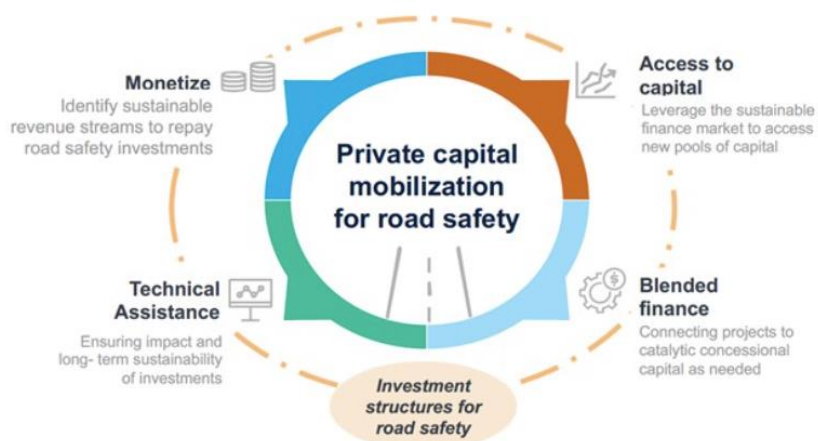 Monetize
Identify sustainable
revenue streams to repay
road safety investments
Access to
capital
Leverage the sustainable
finance market to access
new pools of capital
Private capital
mobilization
for road safety
Technical
Assistance
Ensuring impact and
long- term sustainability
of investments
$
Blended
finance
Connecting projects to
catalytic concessional
capital as needed
Investment
structures for
road safety